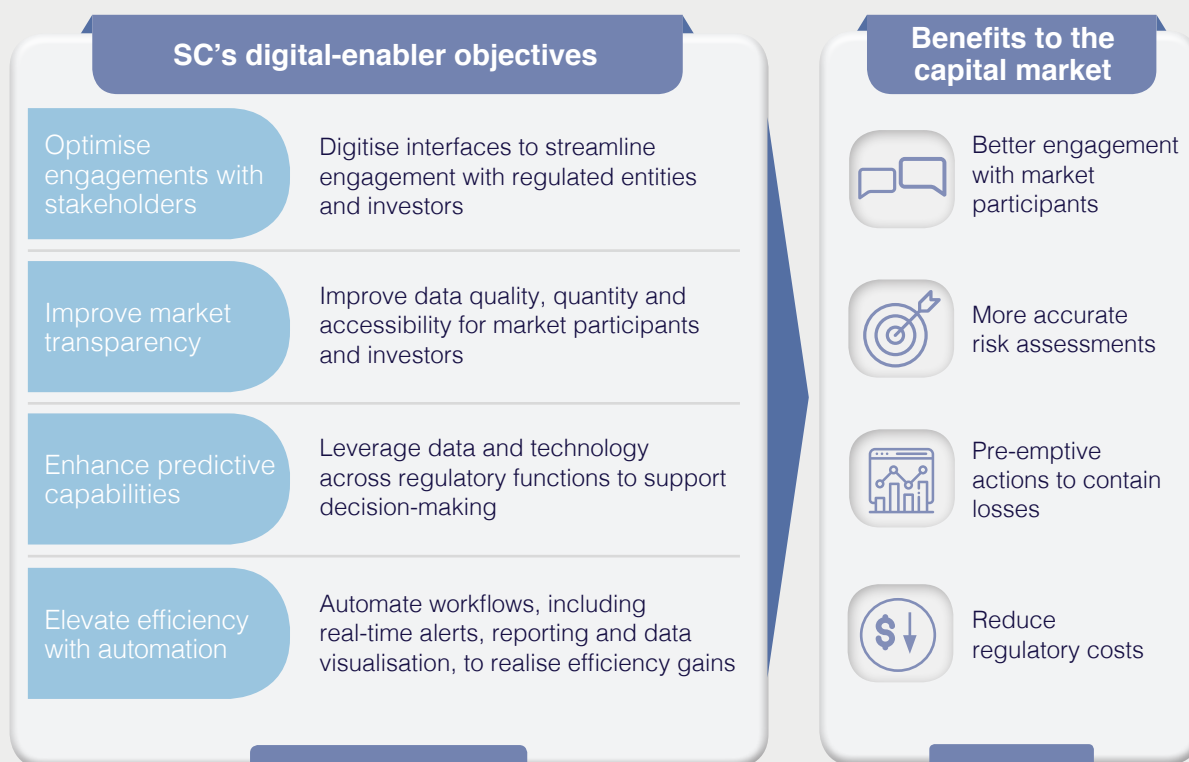 SC’s digital-enabler objectives
Optimise
engagements with
stakeholders
Digitise interfaces to streamline
engagement with regulated entities
and investors
Improve market
transparency
Improve data quality, quantity and
accessibility for market participants
and investors
Enhance predictive
capabilities
Leverage data and technology
across regulatory functions to support
decision-making
Elevate efficiency
with automation
Automate workflows, including
real-time alerts, reporting and data
visualisation, to realise efficiency gains
Benefits to the
capital market
Better engagement
with market
participants
More accurate
risk assessments
Pre-emptive
actions to contain
losses
$
Reduce
regulatory costs